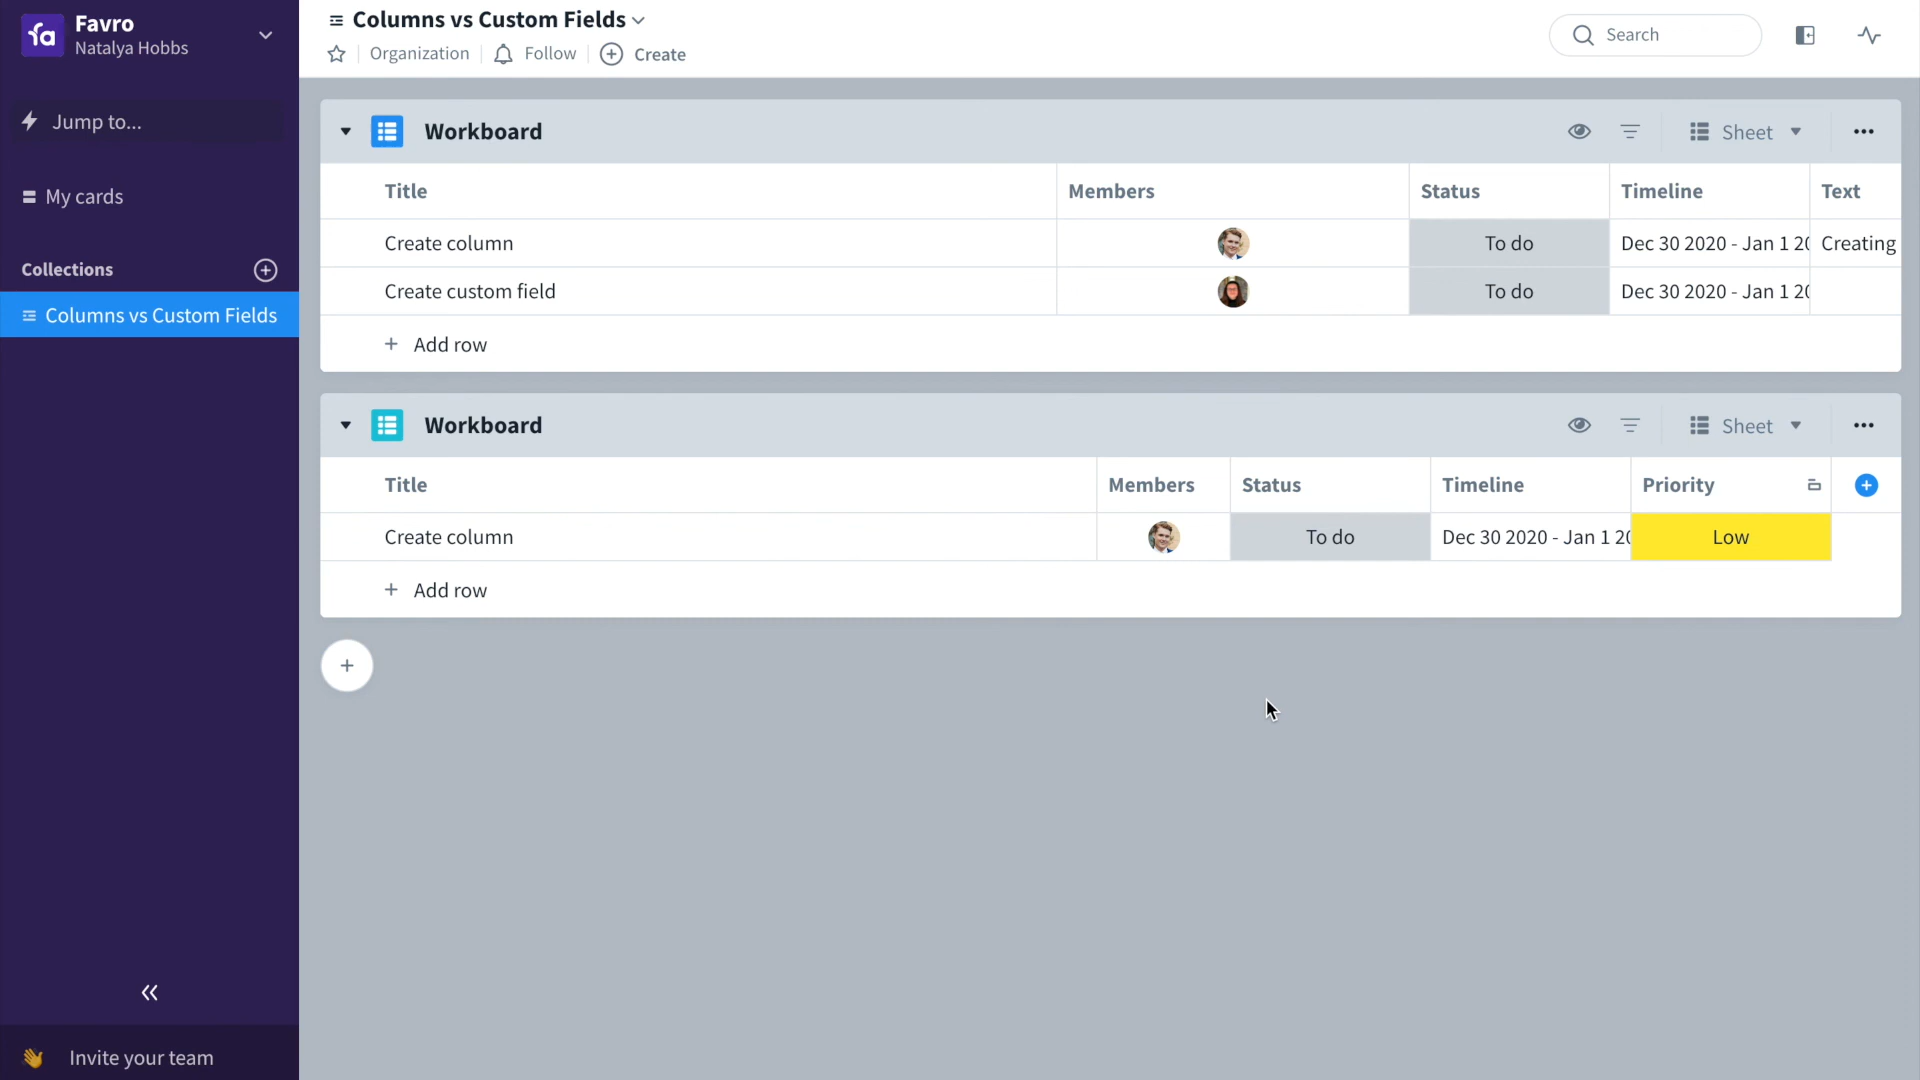 Favro
Natalya Hobbs
Jump to...
My cards
Collections
Columns vs Custom Fields
Invite your team
Columns vs Custom Fields
Organization
Follow
Create
Search
Workboard
Sheet
Title Members Status Timeline Text
Create column To do Dec 30 2020 - Jan 1 20 Creating
Create custom field To do Dec 30 2020 - Jan 1 20
+ Add row
Workboard
Sheet
Title Members Status Timeline Priority
Create column To do Dec 30 2020 - Jan 1 20 Low
+ Add row